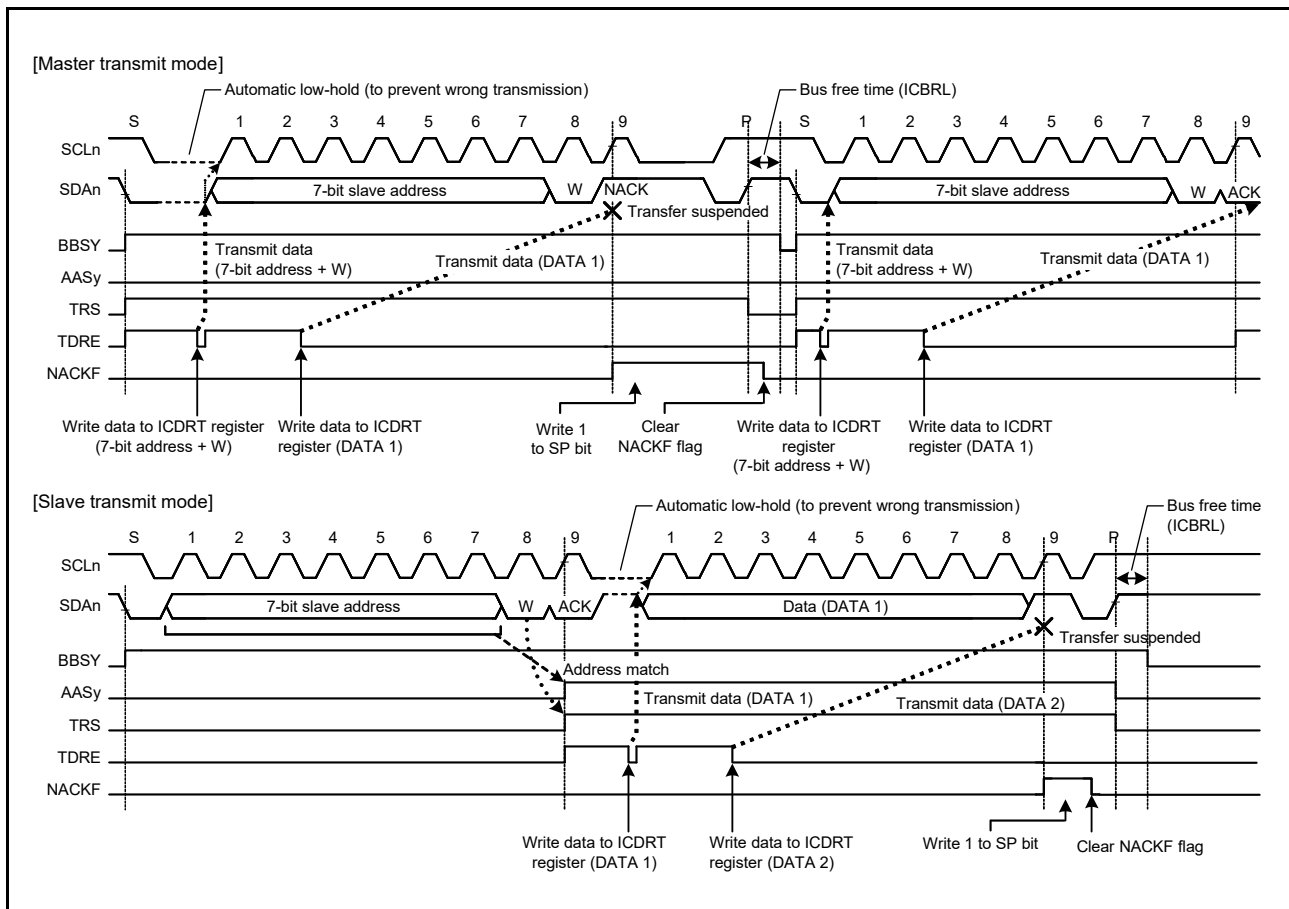 [Master transmit mode]
Automatic low-hold (to prevent wrong transmission)
Bus free time (ICBRL)
S 1 2 3 4 5 6 7 8 9 P S 1 2 3 4 5 6 7 8 9
SCLn
SDAn 7-bit slave address W NACK 7-bit slave address W ACK
Transfer suspended
BBSY
Transmit data
(7-bit address + W)
Transmit data (DATA 1)
Transmit data
(7-bit address + W)
Transmit data (DATA 1)
AASy
TRS
TDRE
NACKF
Write data to ICDRT register
(7-bit address + W)
Write data to ICDRT
register (DATA 1)
Write 1
to SP bit
Clear
NACKF flag
Write data to ICDRT
register
(7-bit address + W)
Write data to ICDRT
register (DATA 1)
[Slave transmit mode]
Automatic low-hold (to prevent wrong transmission)
Bus free time
(ICBRL)
S 1 2 3 4 5 6 7 8 9 1 2 3 4 5 6 7 8 9 P
SCLn
SDAn 7-bit slave address W ACK Data (DATA 1)
Transfer suspended
BBSY
Address match
AASy
Transmit data (DATA 1)
Transmit data (DATA 2)
TRS
TDRE
NACKF
Write data to ICDRT
register (DATA 1)
Write data to ICDRT
register (DATA 2)
Write 1 to SP bit
Clear NACKF flag